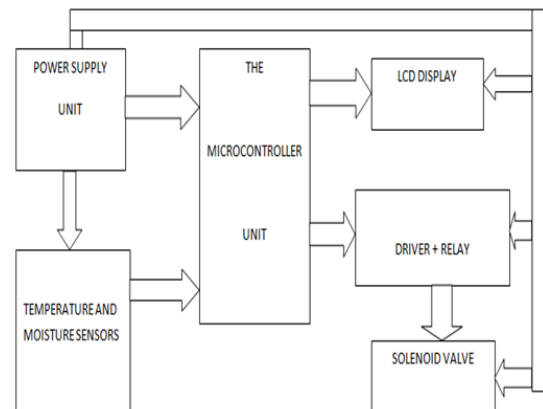 POWER SUPPLY
UNIT
THE
MICROCONTROLLER
UNIT
LCD DISPLAY
DRIVER + RELAY
TEMPERATURE AND
MOISTURE SENSORS
SOLENOID VALVE